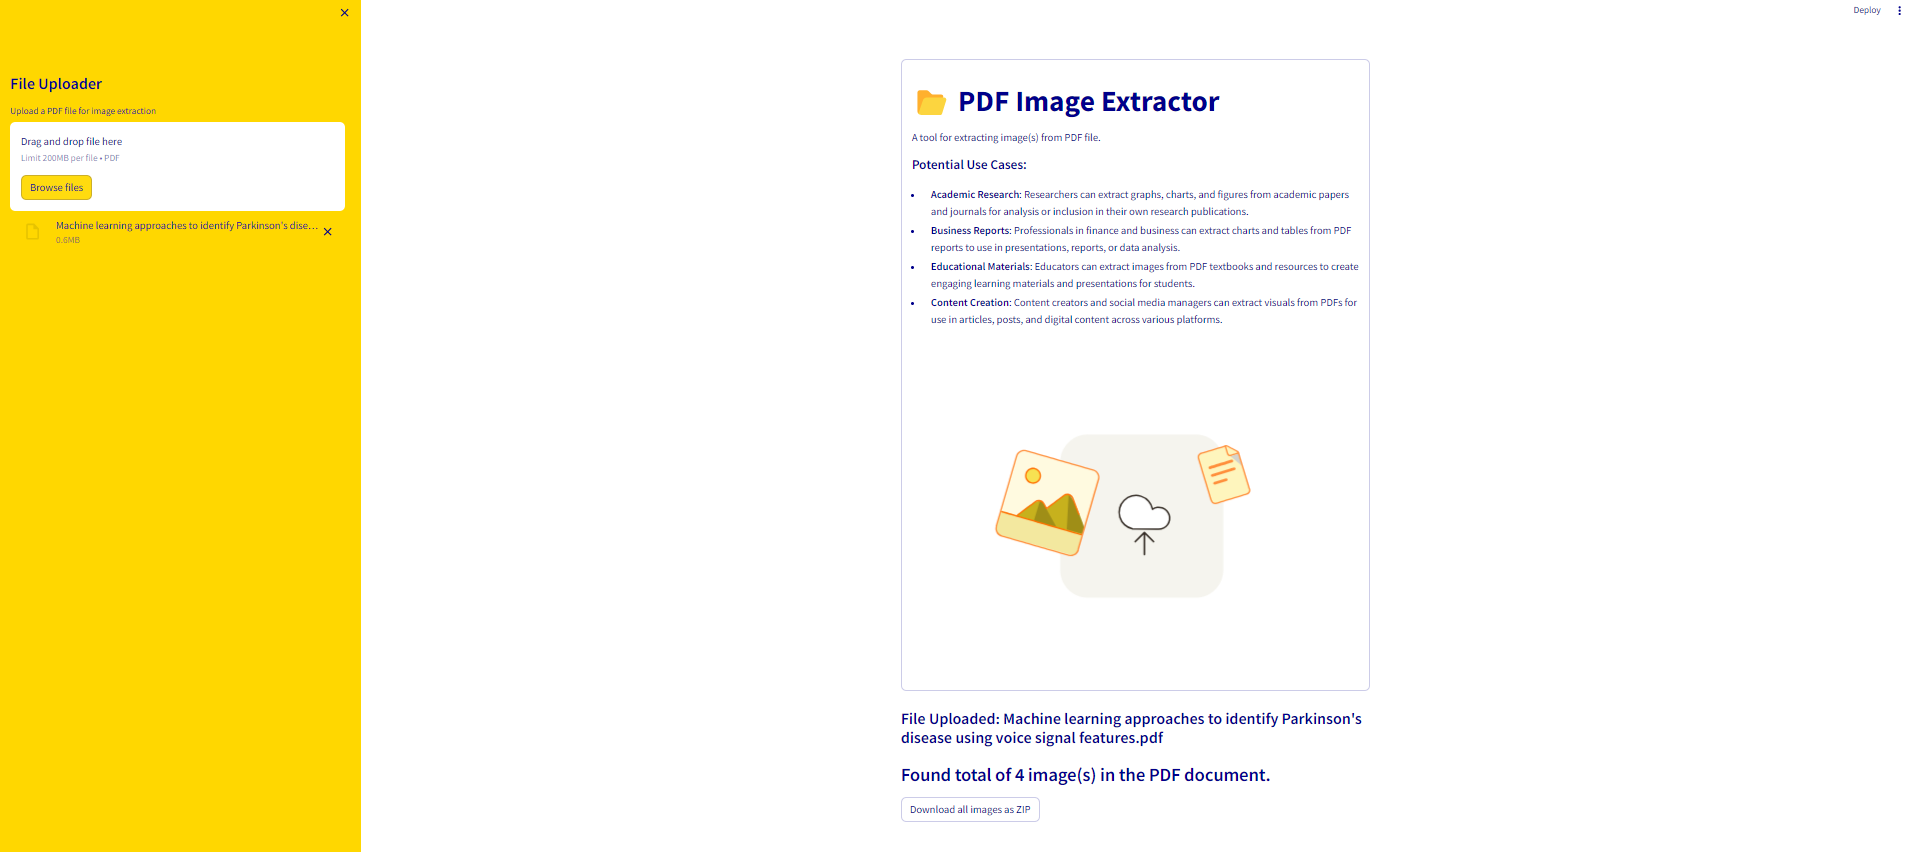 Deploy
File Uploader
Upload a PDF file for image extraction
Drag and drop file here
Limit 200MB per file • PDF
Browse files
Machine learning approaches to identify Parkinson's dise...
0.6MB
PDF Image Extractor
A tool for extracting image(s) from PDF file.
Potential Use Cases:
• Academic Research: Researchers can extract graphs, charts, and figures from academic papers
and journals for analysis or inclusion in their own research publications.
• Business Reports: Professionals in finance and business can extract charts and tables from PDF
reports to use in presentations, reports, or data analysis.
• Educational Materials: Educators can extract images from PDF textbooks and resources to create
engaging learning materials and presentations for students.
• Content Creation: Content creators and social media managers can extract visuals from PDFs for
use in articles, posts, and digital content across various platforms.
File Uploaded: Machine learning approaches to identify Parkinson's
disease using voice signal features.pdf
Found total of 4 image(s) in the PDF document.
Download all images as ZIP